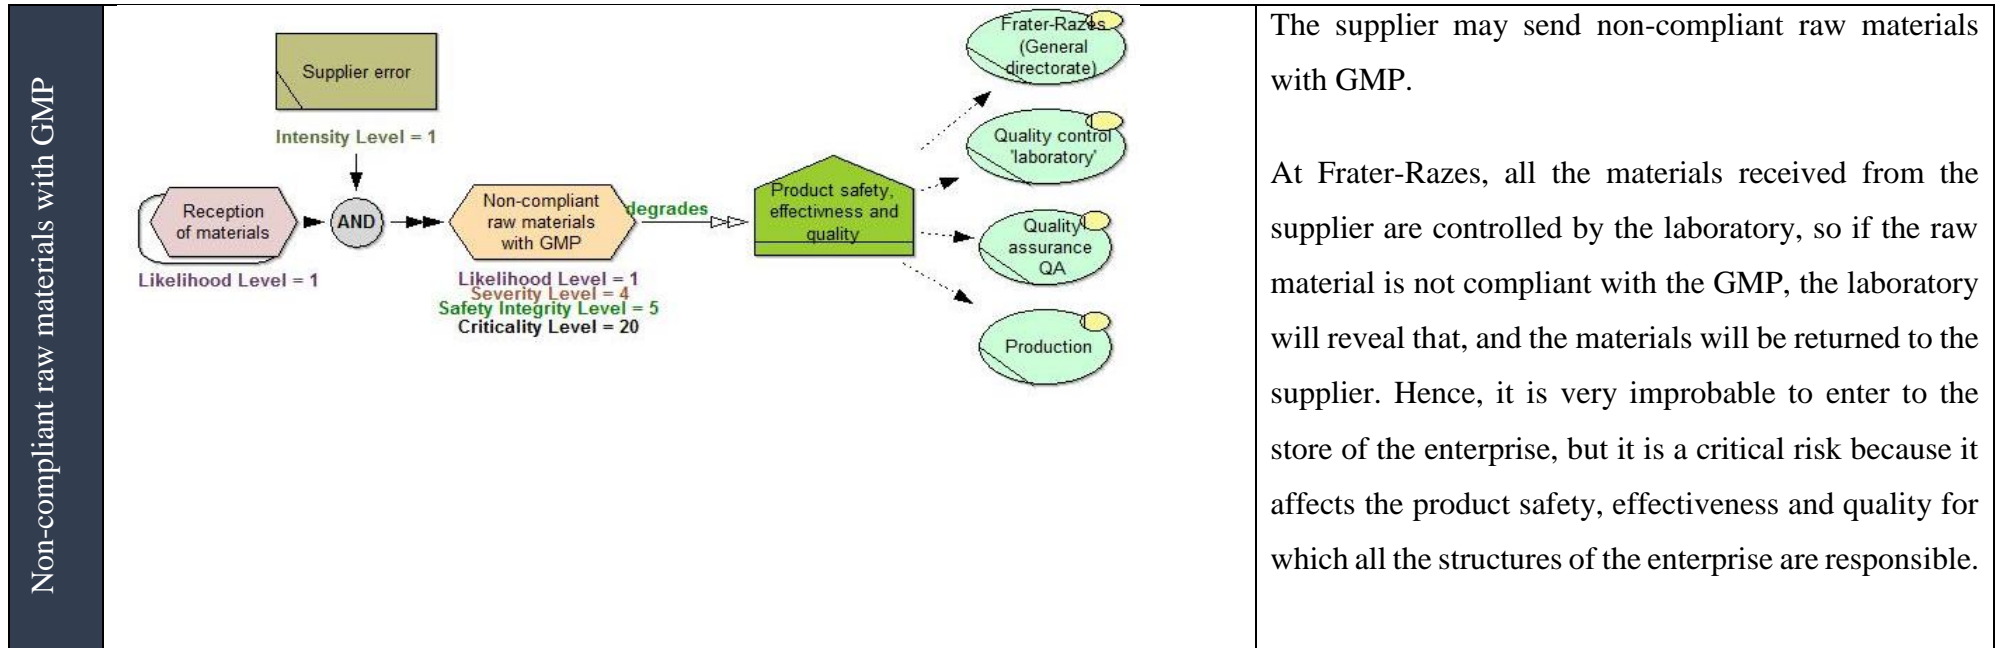 Non-compliant raw materials with GMP
Supplier error
Intensity Level = 1
Reception
of materials
Likelihood Level = 1
AND
Non-compliant
raw materials
with GMP
Likelihood Level = 1
Severity Level = 4
Safety Integrity Level = 5
Criticality Level = 20
degrades
Product safety,
effectivness and
quality
Frater-Razes
(General
directorate)
Quality control
'laboratory'
Quality
assurance
QA
Production
The supplier may send non-compliant raw materials
with GMP.
At Frater-Razes, all the materials received from the
supplier are controlled by the laboratory, so if the raw
material is not compliant with the GMP, the laboratory
will reveal that, and the materials will be returned to the
supplier. Hence, it is very improbable to enter to the
store of the enterprise, but it is a critical risk because it
affects the product safety, effectiveness and quality for
which all the structures of the enterprise are responsible.